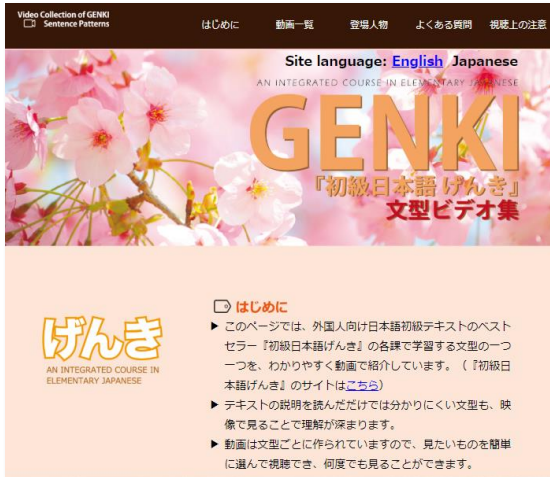 Video Collection of GENKI
Sentence Patterns
はじめに 動画一覧 登場人物 よくある質問 視聴上の注意
Site language: English Japanese
AN INTEGRATED COURSE IN ELEMENTARY JAPANESE
GENKI
『初級日本語 げんき』
文型ビデオ集
げんき
AN INTEGRATED COURSE IN
ELEMENTARY JAPANESE
はじめに
▶ このページでは、外国人向け日本語初級テキストのベスト
セラー『初級日本語げんき』の各課で学習する文型の一つ
一つを、わかりやすく動画で紹介しています。（『初級日
本語げんき』のサイトはこちら）
▶ テキストの説明を読んだだけでは分かりにくい文型も、映
像で見ることで理解が深まります。
▶ 動画は文型ごとに作られていますので、見たいものを簡単
に選んで視聴でき、何度でも見ることができます。